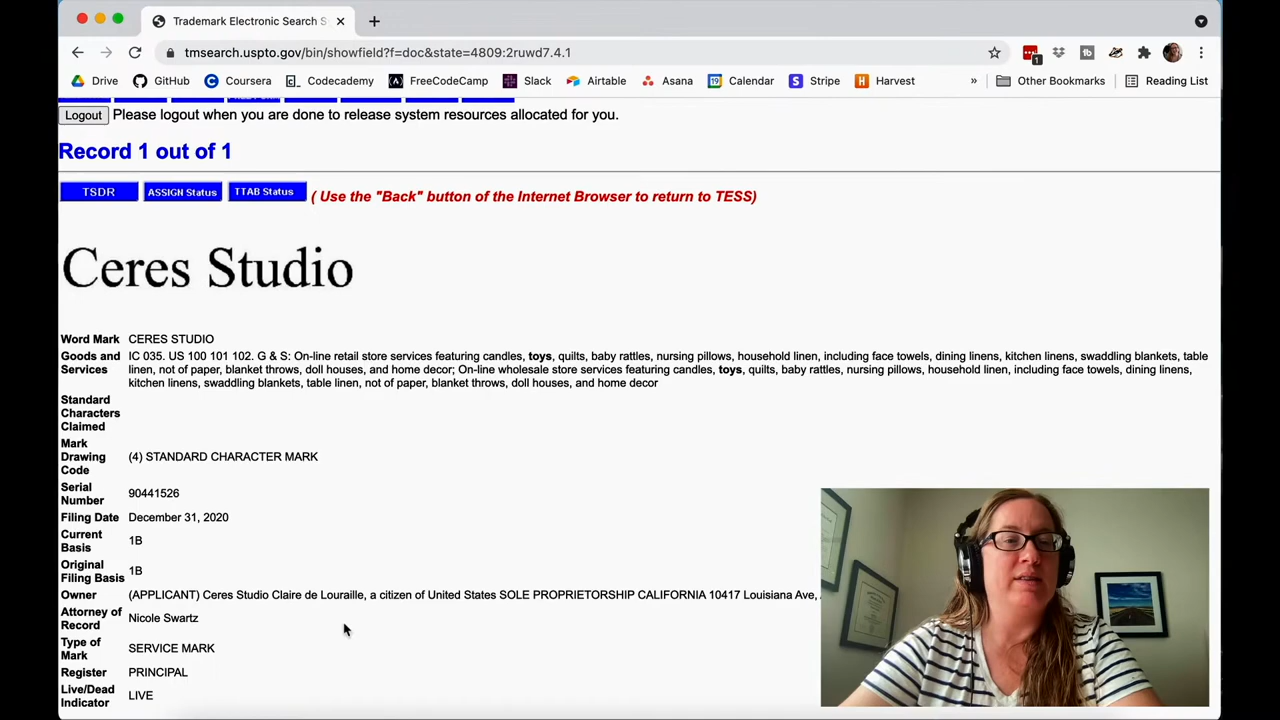 Trademark Electronic Search S
tmsearch.uspto.gov/bin/showfield?f=doc&state=4809:2ruwd7.4.1
Drive GitHub Coursera Codecademy FreeCodeCamp Slack Airtable Asana Calendar Stripe Harvest » Other Bookmarks Reading List
Logout Please logout when you are done to release system resources allocated for you.
Record 1 out of 1
TSDR ASSIGN Status TTAB Status ( Use the "Back" button of the Internet Browser to return to TESS)
Ceres Studio
Word Mark CERES STUDIO
Goods and IC 035. US 100 101 102. G & S: On-line retail store services featuring candles, toys, quilts, baby rattles, nursing pillows, household linen, including face towels, dining linens, kitchen linens, swaddling blankets, table
Services linen, not of paper, blanket throws, doll houses, and home decor; On-line wholesale store services featuring candles, toys, quilts, baby rattles, nursing pillows, household linen, including face towels, dining linens,
kitchen linens, swaddling blankets, table linen, not of paper, blanket throws, doll houses, and home decor
Standard
Characters
Claimed
Mark
Drawing (4) STANDARD CHARACTER MARK
Code
Serial
Number 90441526
Filing Date December 31, 2020
Current
Basis 1B
Original
Filing Basis 1B
Owner (APPLICANT) Ceres Studio Claire de Louraille, a citizen of United States SOLE PROPRIETORSHIP CALIFORNIA 10417 Louisiana Ave,
Attorney of
Record Nicole Swartz
Type of
Mark SERVICE MARK
Register PRINCIPAL
Live/Dead
Indicator LIVE